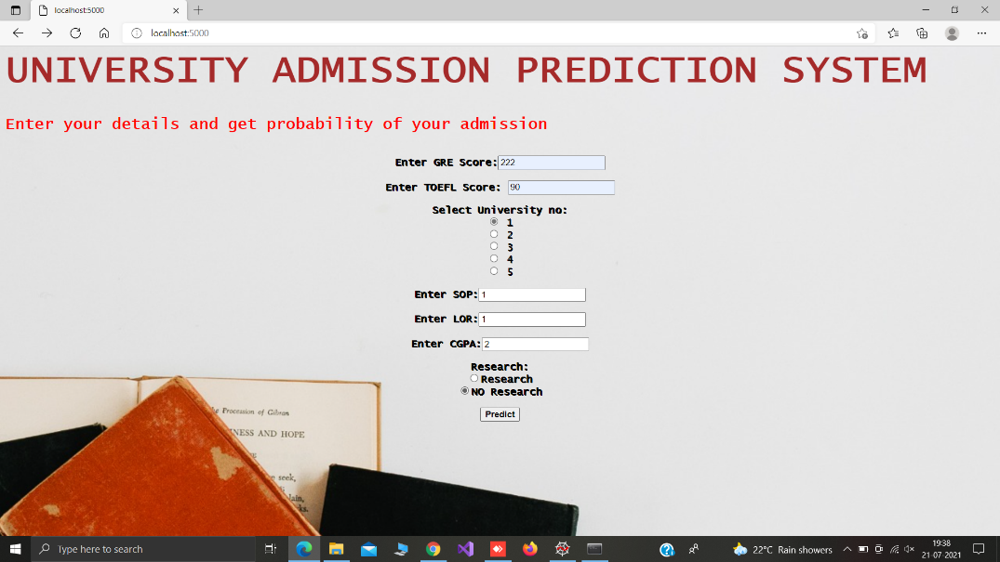 localhost:5000
localhost:5000
UNIVERSITY ADMISSION PREDICTION SYSTEM
Enter your details and get probability of your admission
Enter GRE Score: 222
Enter TOEFL Score: 90
Select University no:
1
2
3
4
5
Enter SOP: 1
Enter LOR: 1
Enter CGPA: 2
Research:
Research
NO Research
Predict
Procession of Gibran
NESS AND HOPE
seek,
Type here to search
22°C Rain showers
19:38
21-07-2021